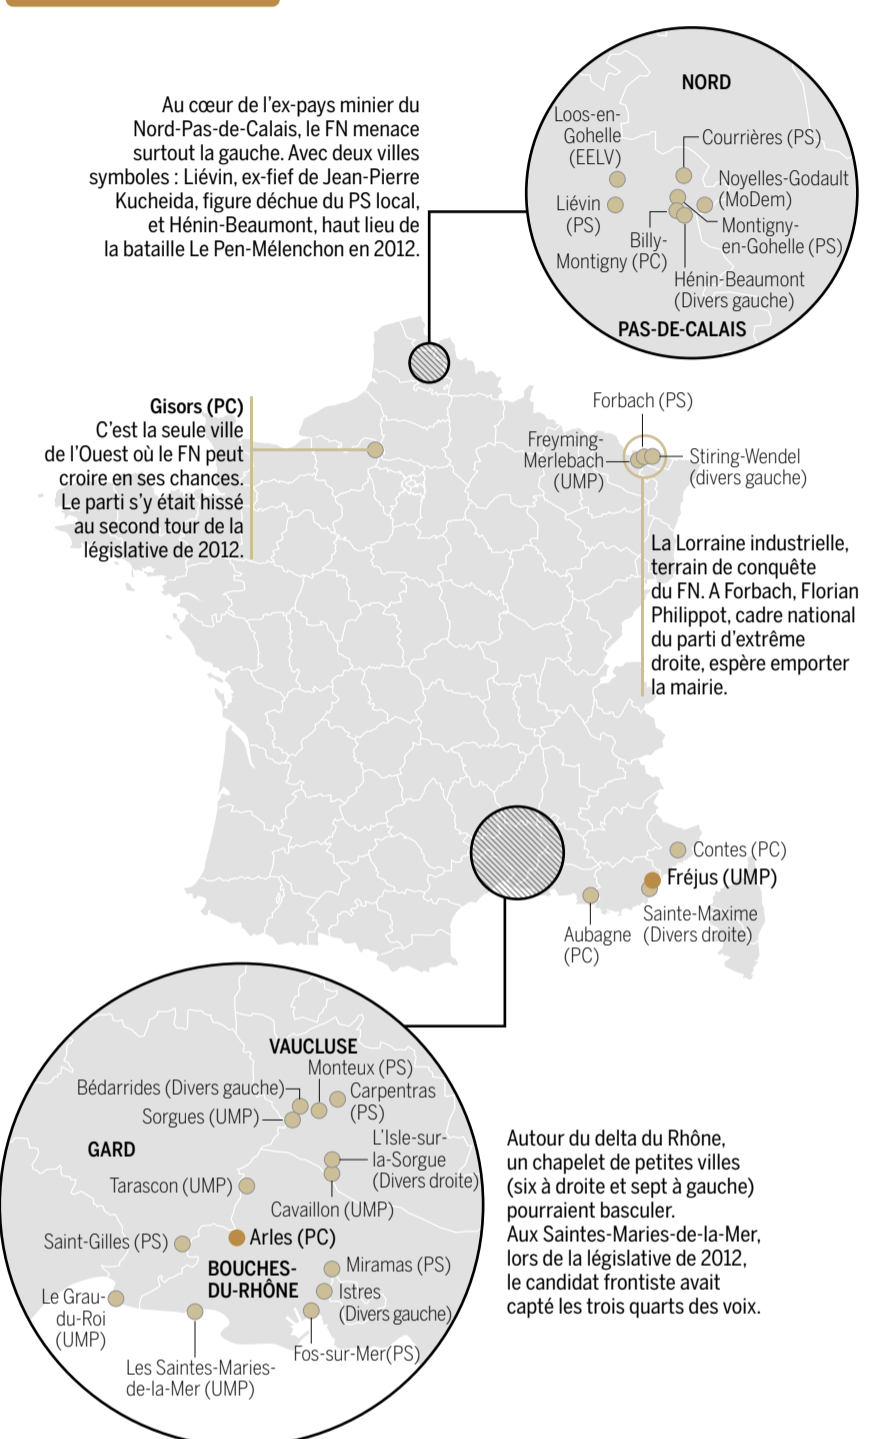 Au cœur de l'ex-pays minier du
Nord-Pas-de-Calais, le FN menace
surtout la gauche. Avec deux villes
symboles : Liévin, ex-fief de Jean-Pierre
Kucheida, figure déchue du PS local,
et Hénin-Beaumont, haut lieu de
la bataille Le Pen-Mélenchon en 2012.
NORD
Loos-en-
Gohelle
(EELV)
Courrières (PS)
Noyelles-Godault
(MoDem)
Liévin
(PS)
Montigny-
en-Gohelle (PS)
Billy-
Montigny (PC)
Hénin-Beaumont
(Divers gauche)
PAS-DE-CALAIS
Gisors (PC)
C'est la seule ville
de l'Ouest où le FN peut
croire en ses chances.
Le parti s'y était hissé
au second tour de la
législative de 2012.
Forbach (PS)
Freyming-
Merlebach
(UMP)
Stiring-Wendel
(divers gauche)
La Lorraine industrielle,
terrain de conquête
du FN. A Forbach, Florian
Philippot, cadre national
du parti d'extrême
droite, espère emporter
la mairie.
Contes (PC)
Fréjus (UMP)
Sainte-Maxime
(Divers droite)
Aubagne
(PC)
VAUCLUSE
Monteux (PS)
Bédarrides (Divers gauche)
Carpentras
(PS)
Sorgues (UMP)
L'Isle-sur-
la-Sorgue
(Divers droite)
GARD
Tarascon (UMP)
Cavaillon (UMP)
Saint-Gilles (PS)
Arles (PC)
BOUCHES-
DU-RHÔNE
Miramas (PS)
Istres
(Divers gauche)
Le Grau-
du-Roi
(UMP)
Fos-sur-Mer(PS)
Les Saintes-Maries-
de-la-Mer (UMP)
Autour du delta du Rhône,
un chapelet de petites villes
(six à droite et sept à gauche)
pourraient basculer.
Aux Saintes-Maries-de-la-Mer,
lors de la législative de 2012,
le candidat frontiste avait
capté les trois quarts des voix.